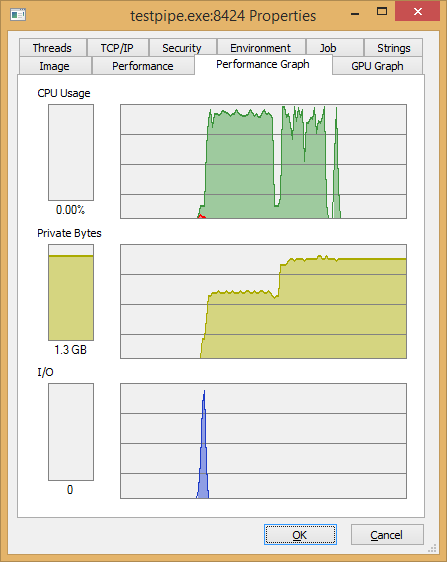 testpipe.exe:8424 Properties
Threads TCP/IP Security Environment Job Strings
Image Performance Performance Graph GPU Graph
CPU Usage
0.00%
Private Bytes
1.3 GB
I/O
0
OK Cancel